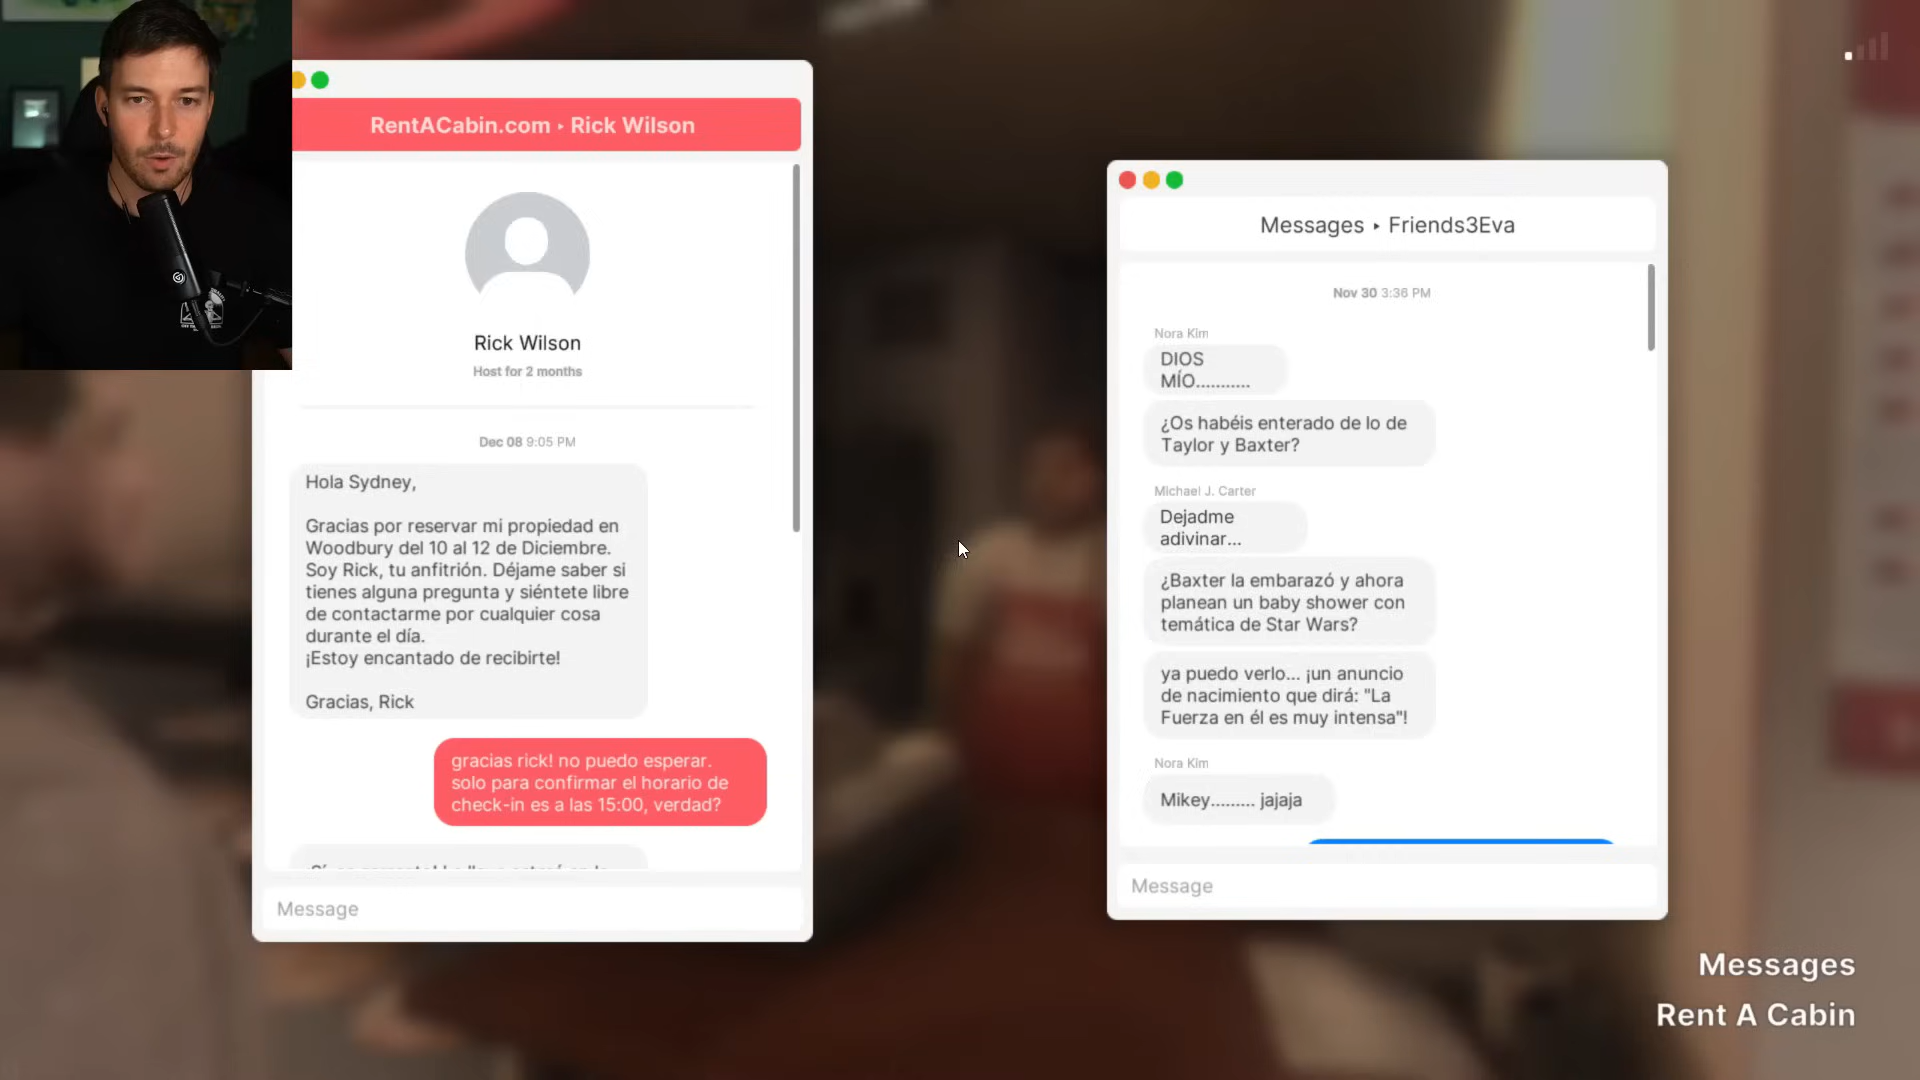 RentACabin.com ‣ Rick Wilson
Rick Wilson
Host for 2 months
Dec 08 9:05 PM
Hola Sydney,
Gracias por reservar mi propiedad en
Woodbury del 10 al 12 de Diciembre.
Soy Rick, tu anfitrión. Déjame saber si
tienes alguna pregunta y siéntete libre
de contactarme por cualquier cosa
durante el día.
¡Estoy encantado de recibirte!
Gracias, Rick
gracias rick! no puedo esperar.
solo para confirmar el horario de
check-in es a las 15:00, verdad?
Message
Messages ‣ Friends3Eva
Nov 30 3:36 PM
Nora Kim
DIOS
MÍO...........
¿Os habéis enterado de lo de
Taylor y Baxter?
Michael J. Carter
Dejadme
adivinar...
¿Baxter la embarazó y ahora
planean un baby shower con
temática de Star Wars?
ya puedo verlo... ¡un anuncio
de nacimiento que dirá: "La
Fuerza en él es muy intensa"!
Nora Kim
Mikey......... jajaja
Message
Messages
Rent A Cabin